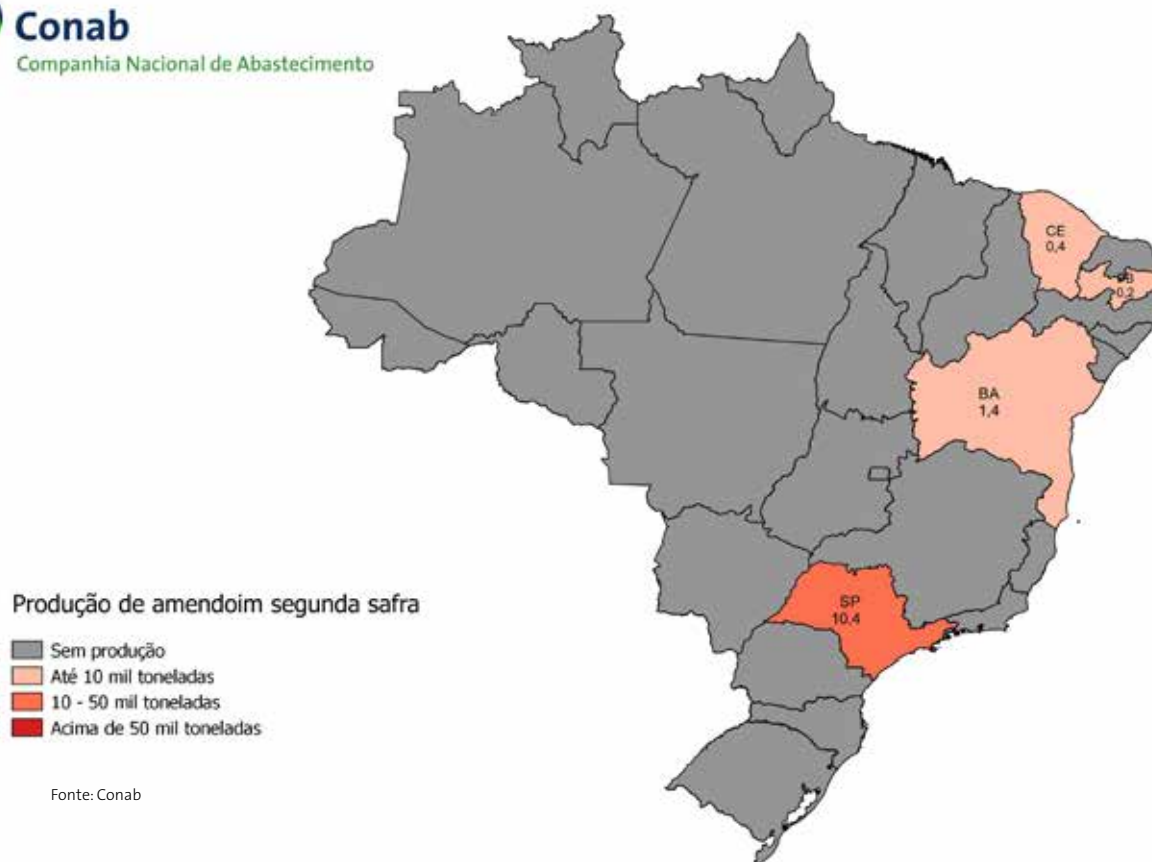 Conab
Companhia Nacional de Abastecimento
CE
0,4
PB
0,2
BA
1,4
SP
10,4
Produção de amendoim segunda safra
Sem produção
Até 10 mil toneladas
10 - 50 mil toneladas
Acima de 50 mil toneladas
Fonte: Conab